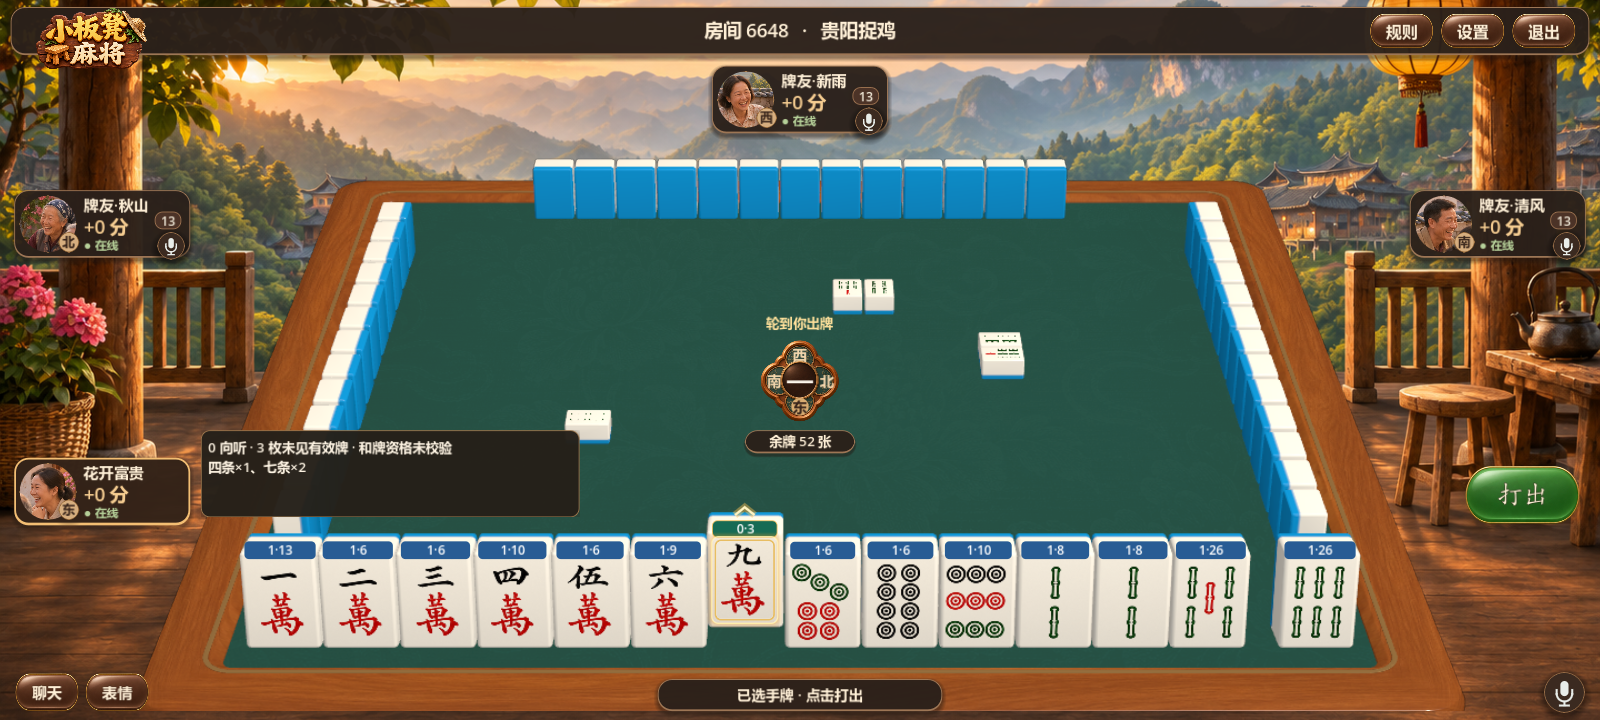 小板凳
麻将
房间 6648 · 贵阳捉鸡
规则
设置
退出
牌友·新雨
+0 分
13
西
在线
牌友·秋山
+0 分
13
北
在线
牌友·清风
+0 分
13
南
在线
轮到你出牌
西
南
北
东
余牌 52 张
0 向听 · 3 枚未见有效牌 · 和牌资格未校验
四条×1、七条×2
花开富贵
+0 分
东
在线
打出
1·13
1·6
1·6
1·10
1·6
1·9
0·3
1·6
1·6
1·10
1·8
1·8
1·26
1·26
一萬
二萬
三萬
四萬
伍萬
六萬
九萬
聊天
表情
已选手牌 · 点击打出